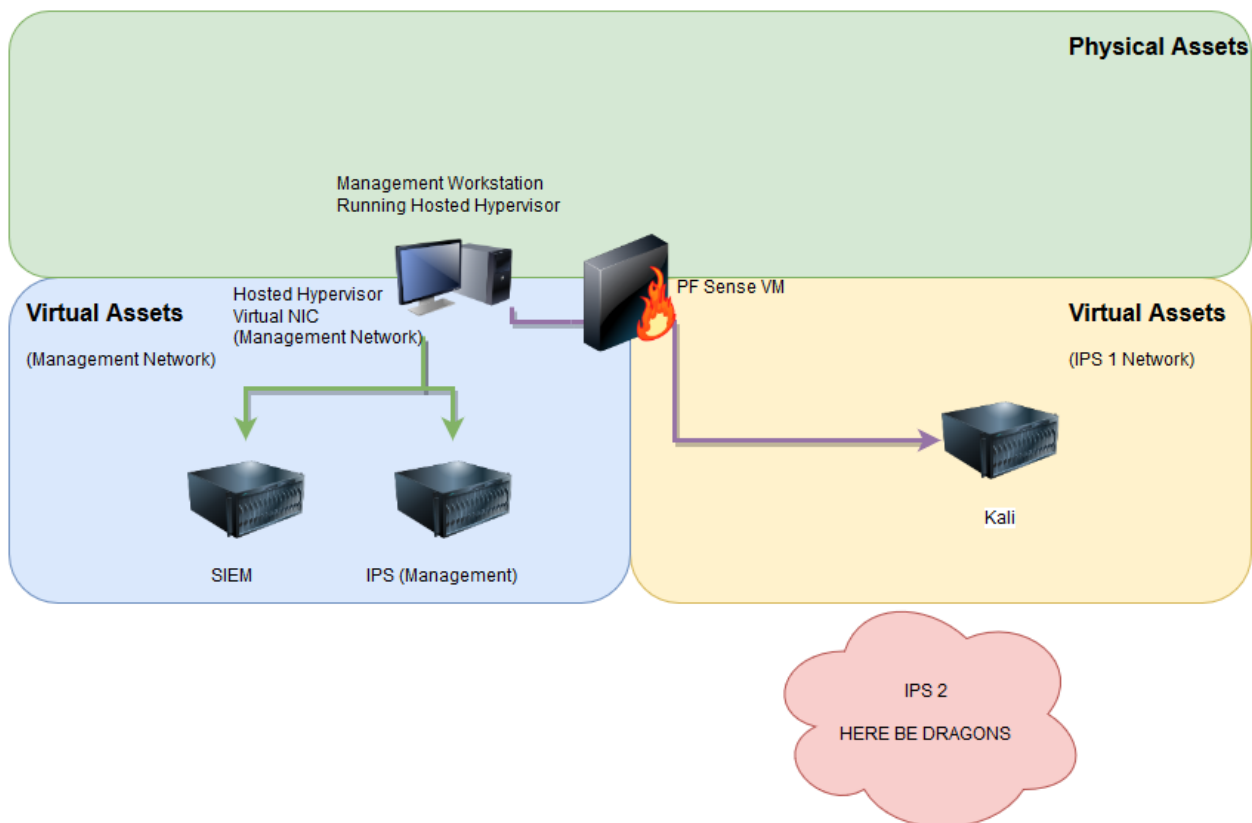 Physical Assets
Management Workstation
Running Hosted Hypervisor
PF Sense VM
Virtual Assets
(Management Network)
Hosted Hypervisor
Virtual NIC
(Management Network)
SIEM
IPS (Management)
Virtual Assets
(IPS 1 Network)
Kali
IPS 2
HERE BE DRAGONS